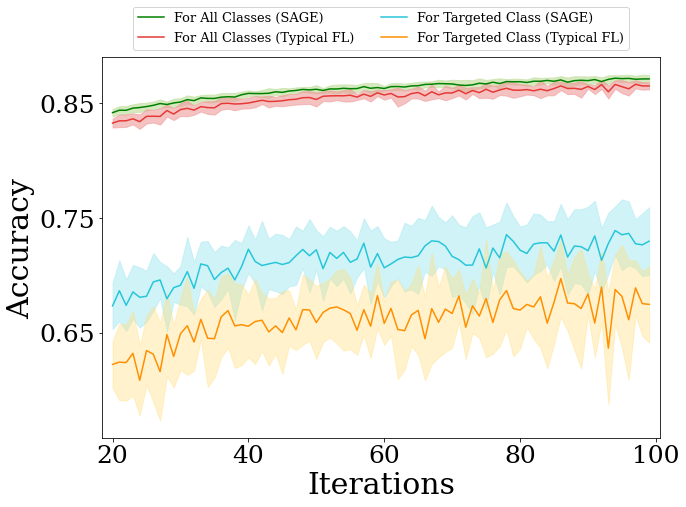 For All Classes (SAGE)
For All Classes (Typical FL)
For Targeted Class (SAGE)
For Targeted Class (Typical FL)
0.85
0.75
0.65
Accuracy
20 40 60 80 100
Iterations